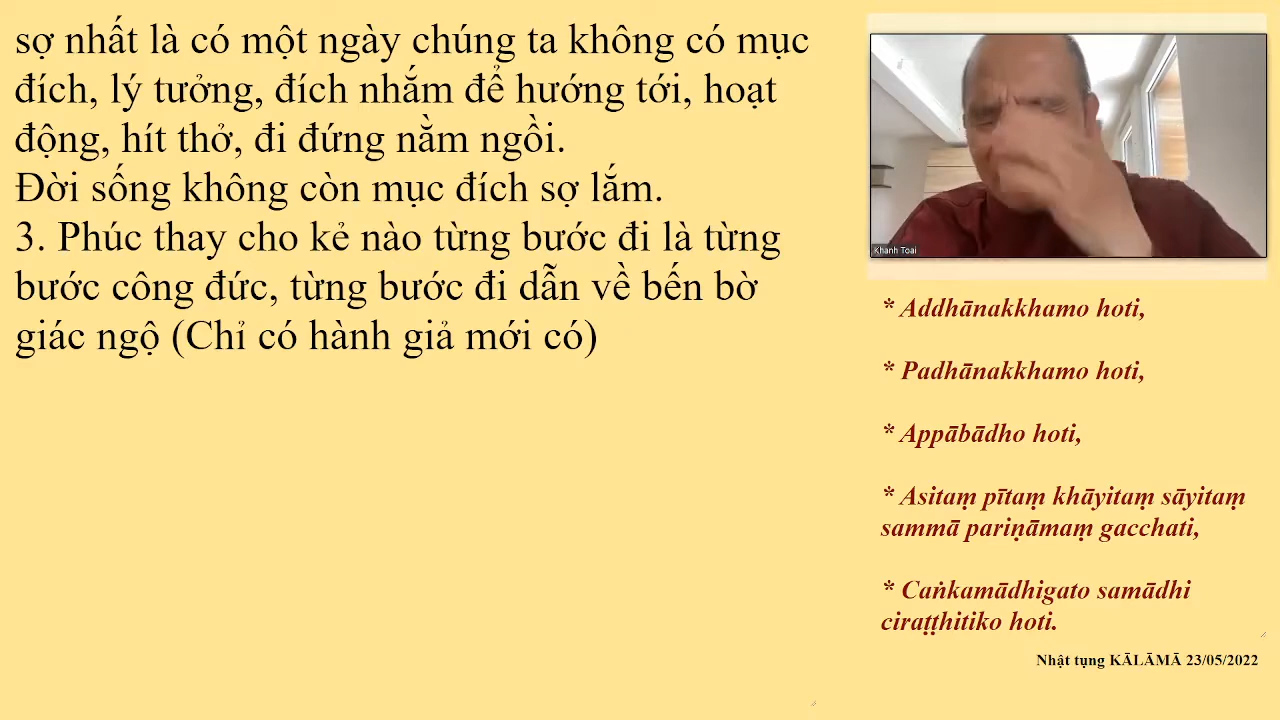 sợ nhất là có một ngày chúng ta không có mục
đích, lý tưởng, đích nhắm để hướng tới, hoạt
động, hít thở, đi đứng nằm ngồi.
Đời sống không còn mục đích sợ lắm.
3. Phúc thay cho kẻ nào từng bước đi là từng
bước công đức, từng bước đi dẫn về bến bờ
giác ngộ (Chỉ có hành giả mới có)
Khanh Toai
* Addhānakkhamo hoti,
* Padhānakkhamo hoti,
* Appābādho hoti,
* Asitaṃ pītaṃ khāyitaṃ sāyitaṃ
sammā pariṇāmaṃ gacchati,
* Caṅkamādhigato samādhi
ciraṭṭhitiko hoti.
Nhật tụng KĀLĀMĀ 23/05/2022